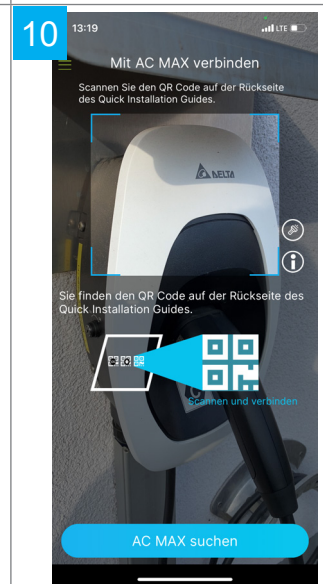 10
13:19
LTE
Mit AC MAX verbinden
Scannen Sie den QR Code auf der Rückseite
des Quick Installation Guides.
DELTA
Sie finden den QR Code auf der Rückseite des
Quick Installation Guides.
Scannen und verbinden
AC MAX suchen